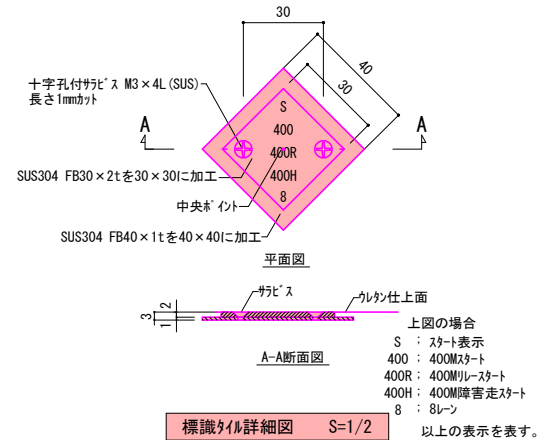 30
40
30
十字孔付サラビス M3×4L(SUS)
長さ1mmカット
A
A
S
400
400R
400H
8
SUS304 FB30×2tを30×30に加工
中央ポイント
SUS304 FB40×1tを40×40に加工
平面図
サラビス
ウレタン仕上面
3
2
1
A-A断面図
上図の場合
S : スタート表示
400 : 400Mスタート
400R : 400Mリレースタート
400H : 400M障害走スタート
8 : 8レーン
以上の表示を表す。
標識タイル詳細図 S=1/2